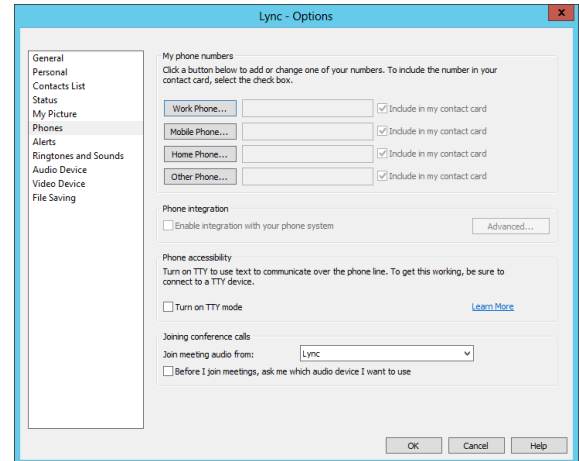 Lync - Options
x
General
Personal
Contacts List
Status
My Picture
Phones
Alerts
Ringtones and Sounds
Audio Device
Video Device
File Saving
My phone numbers
Click a button below to add or change one of your numbers. To include the number in your
contact card, select the check box.
Work Phone... Include in my contact card
Mobile Phone... Include in my contact card
Home Phone... Include in my contact card
Other Phone... Include in my contact card
Phone integration
Enable integration with your phone system Advanced...
Phone accessibility
Turn on TTY to use text to communicate over the phone line. To get this working, be sure to
connect to a TTY device.
Turn on TTY mode Learn More
Joining conference calls
Join meeting audio from: Lync
Before I join meetings, ask me which audio device I want to use
OK Cancel Help